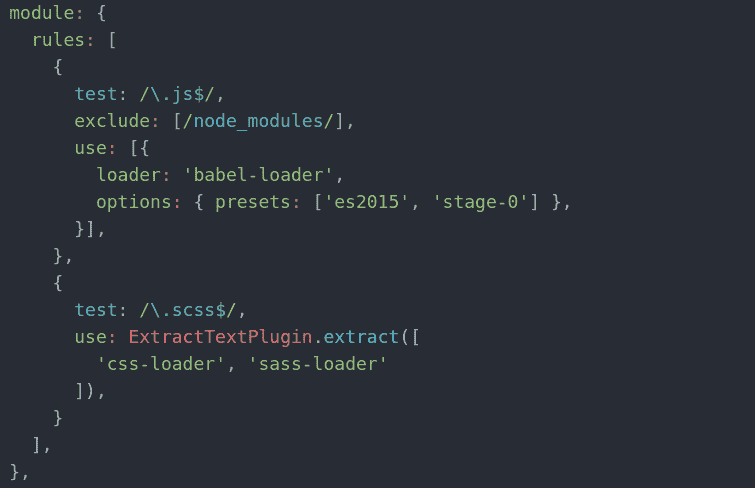 module: {
  rules: [
    {
      test: /\.js$/,
      exclude: [/node_modules/],
      use: [{
        loader: 'babel-loader',
        options: { presets: ['es2015', 'stage-0'] },
      }],
    },
    {
      test: /\.scss$/,
      use: ExtractTextPlugin.extract([
        'css-loader', 'sass-loader'
      ]),
    }
  ],
},